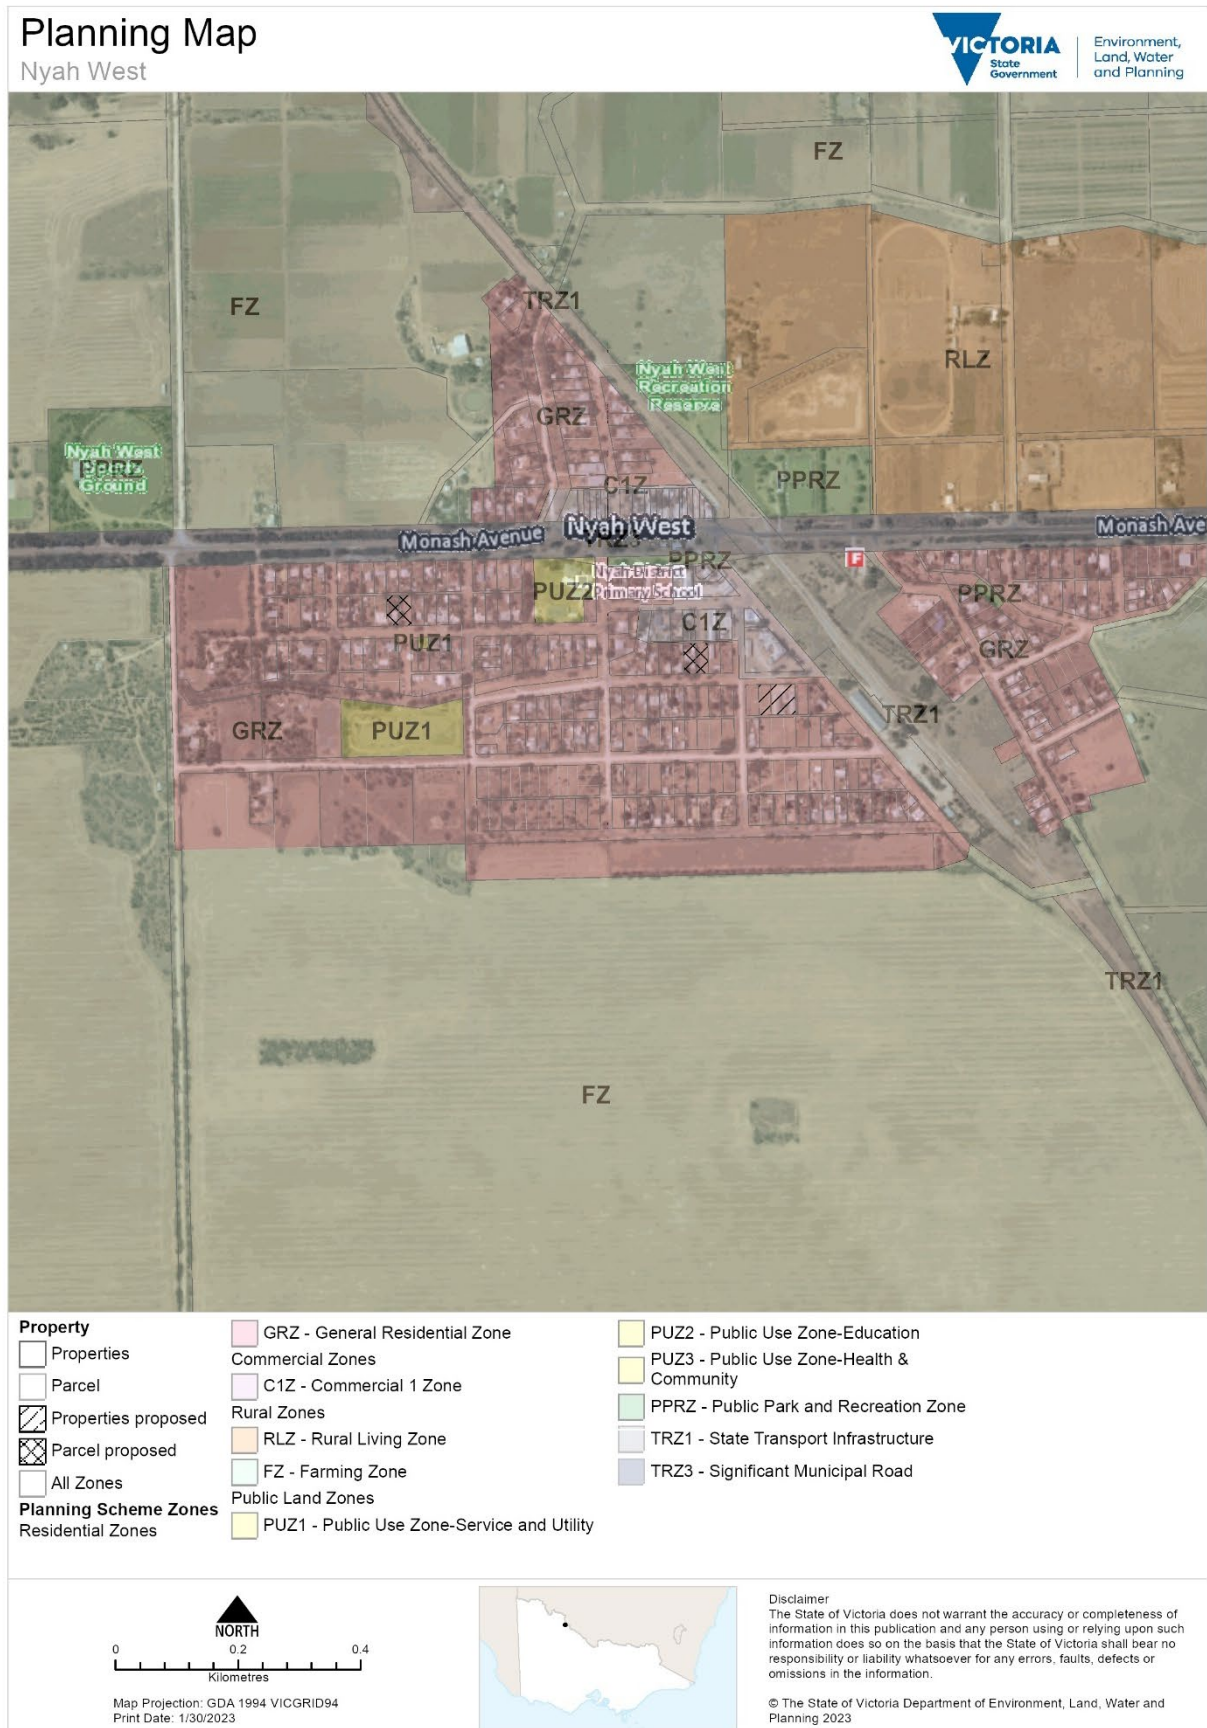 Planning Map
Nyah West
VICTORIA
State
Government
Environment,
Land, Water
and Planning
FZ
FZ
TRZ1
RLZ
Nyah West
Recreation
Reserve
GRZ
Nyah West
Sports
Ground
PPRZ
C1Z
PPRZ
Monash Avenue
Nyah West
Monash Ave
TRZ3
PPRZ
F
PUZ2
Nyah District
Primary School
PPRZ
PUZ1
C1Z
GRZ
GRZ
PUZ1
TRZ1
TRZ1
FZ
Property
Properties
Parcel
Properties proposed
Parcel proposed
All Zones
Planning Scheme Zones
Residential Zones
GRZ - General Residential Zone
Commercial Zones
C1Z - Commercial 1 Zone
Rural Zones
RLZ - Rural Living Zone
FZ - Farming Zone
Public Land Zones
PUZ1 - Public Use Zone-Service and Utility
PUZ2 - Public Use Zone-Education
PUZ3 - Public Use Zone-Health &
Community
PPRZ - Public Park and Recreation Zone
TRZ1 - State Transport Infrastructure
TRZ3 - Significant Municipal Road
NORTH
0 0.2 0.4
Kilometres
Map Projection: GDA 1994 VICGRID94
Print Date: 1/30/2023
Disclaimer
The State of Victoria does not warrant the accuracy or completeness of
information in this publication and any person using or relying upon such
information does so on the basis that the State of Victoria shall bear no
responsibility or liability whatsoever for any errors, faults, defects or
omissions in the information.
© The State of Victoria Department of Environment, Land, Water and
Planning 2023